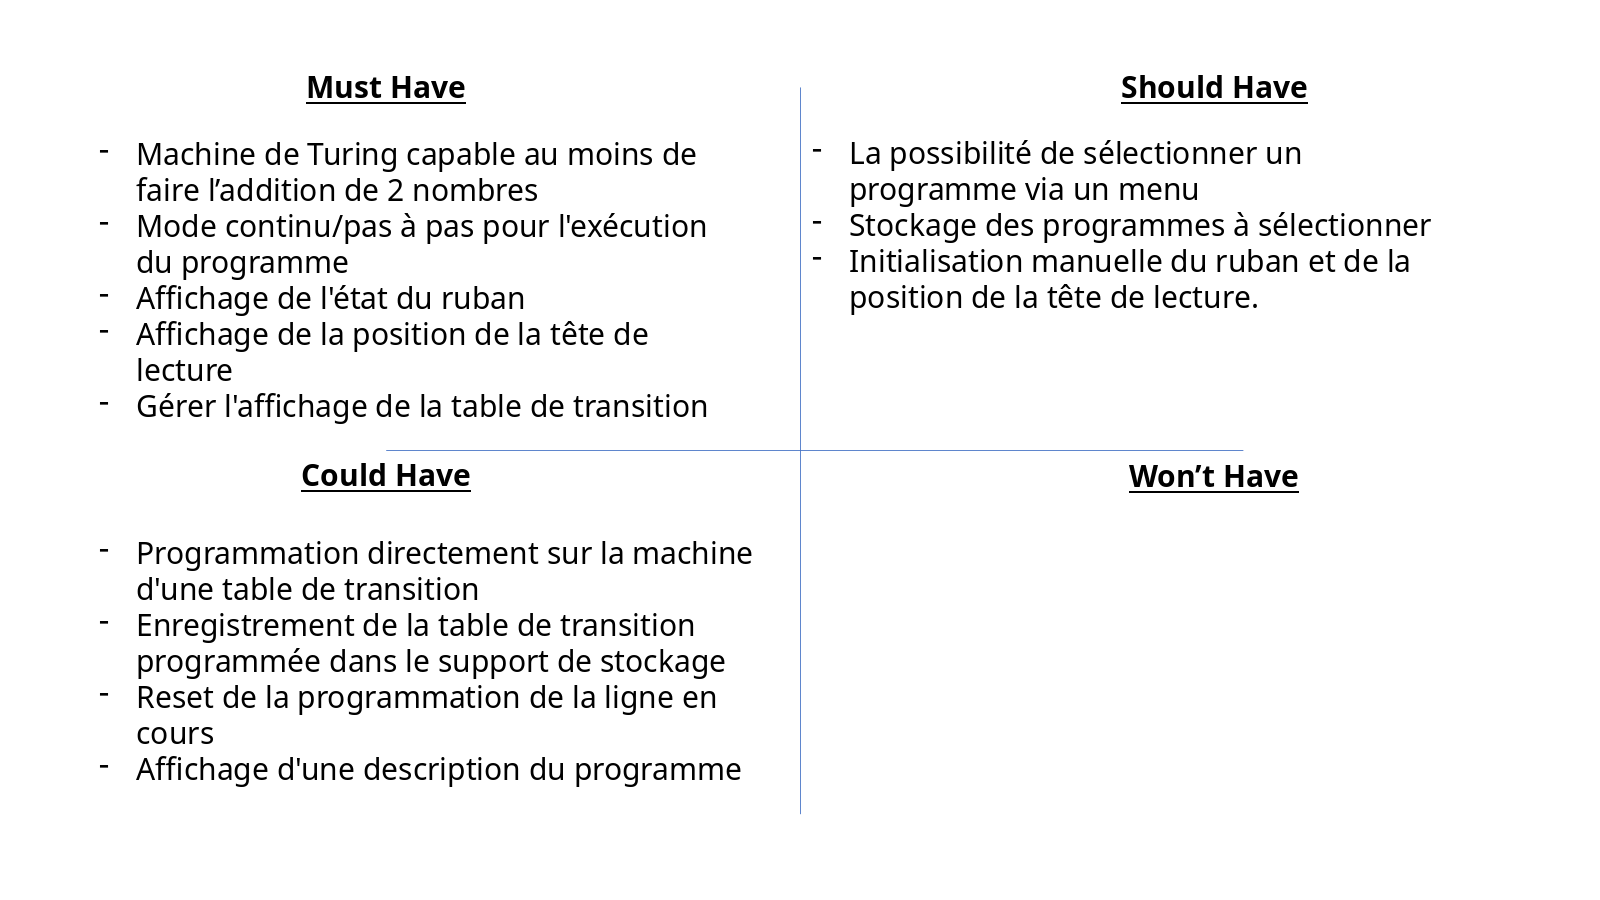 Must Have
- Machine de Turing capable au moins de
faire l’addition de 2 nombres
- Mode continu/pas à pas pour l'exécution
du programme
- Affichage de l'état du ruban
- Affichage de la position de la tête de
lecture
- Gérer l'affichage de la table de transition
Should Have
- La possibilité de sélectionner un
programme via un menu
- Stockage des programmes à sélectionner
- Initialisation manuelle du ruban et de la
position de la tête de lecture.
Could Have
- Programmation directement sur la machine
d'une table de transition
- Enregistrement de la table de transition
programmée dans le support de stockage
- Reset de la programmation de la ligne en
cours
- Affichage d'une description du programme
Won’t Have